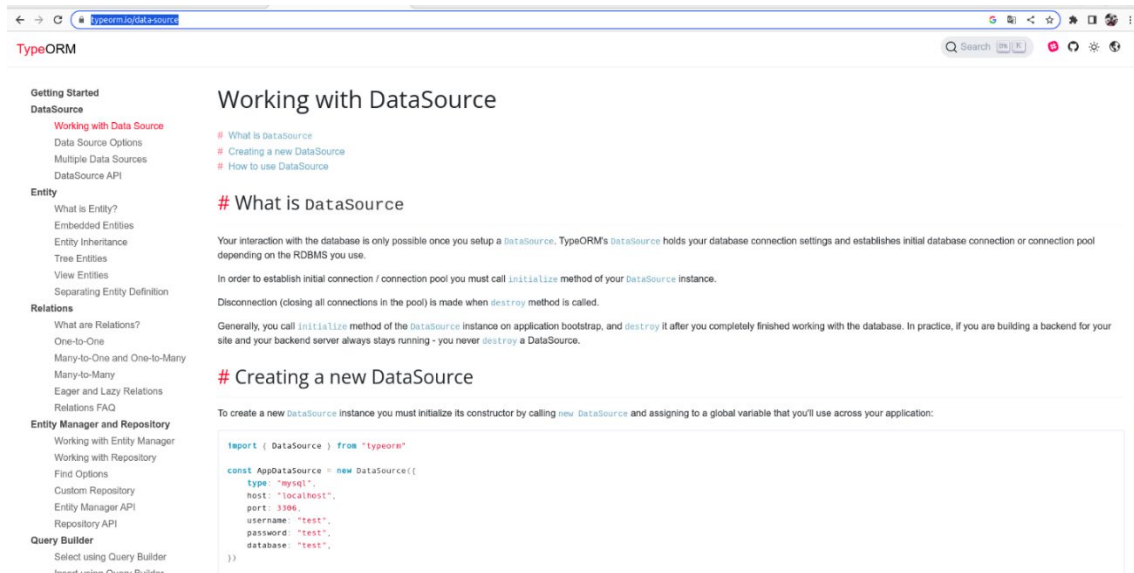 typeorm.io/data-source
TypeORM
Search Ctrl K
Getting Started
DataSource
Working with Data Source
Data Source Options
Multiple Data Sources
DataSource API
Entity
What is Entity?
Embedded Entities
Entity Inheritance
Tree Entities
View Entities
Separating Entity Definition
Relations
What are Relations?
One-to-One
Many-to-One and One-to-Many
Many-to-Many
Eager and Lazy Relations
Relations FAQ
Entity Manager and Repository
Working with Entity Manager
Working with Repository
Find Options
Custom Repository
Entity Manager API
Repository API
Query Builder
Select using Query Builder
Insert using Query Builder
Working with DataSource
# What is DataSource
# Creating a new DataSource
# How to use DataSource
# What is DataSource
Your interaction with the database is only possible once you setup a DataSource. TypeORM's DataSource holds your database connection settings and establishes initial database connection or connection pool
depending on the RDBMS you use.
In order to establish initial connection / connection pool you must call initialize method of your DataSource instance.
Disconnection (closing all connections in the pool) is made when destroy method is called.
Generally, you call initialize method of the DataSource instance on application bootstrap, and destroy it after you completely finished working with the database. In practice, if you are building a backend for your
site and your backend server always stays running - you never destroy a DataSource.
# Creating a new DataSource
To create a new DataSource instance you must initialize its constructor by calling new DataSource and assigning to a global variable that you'll use across your application:
import { DataSource } from "typeorm"
const AppDataSource = new DataSource({
type: "mysql",
host: "localhost",
port: 3306,
username: "test",
password: "test",
database: "test",
})